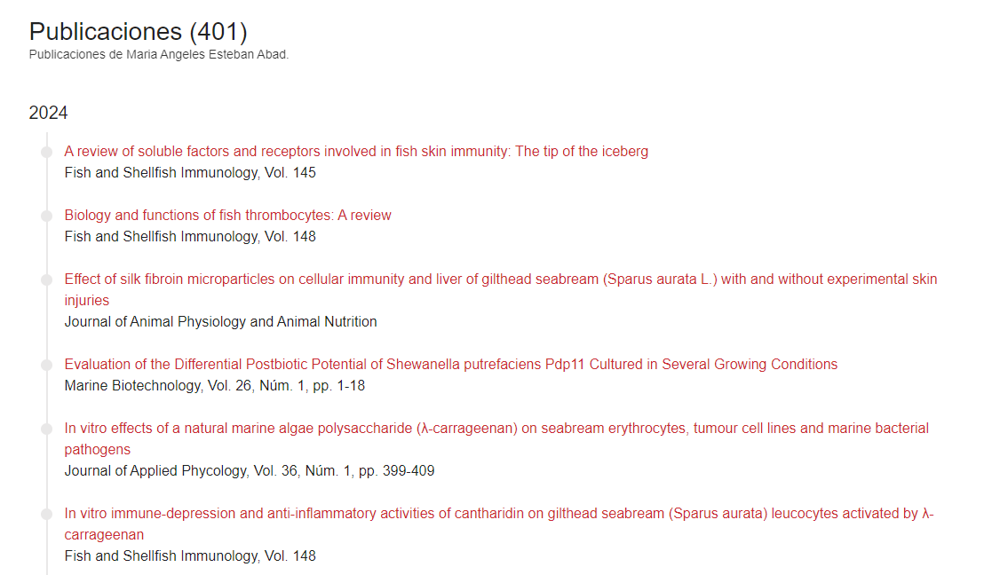 Publicaciones (401)
Publicaciones de Maria Angeles Esteban Abad.
2024
A review of soluble factors and receptors involved in fish skin immunity: The tip of the iceberg
Fish and Shellfish Immunology, Vol. 145
Biology and functions of fish thrombocytes: A review
Fish and Shellfish Immunology, Vol. 148
Effect of silk fibroin microparticles on cellular immunity and liver of gilthead seabream (Sparus aurata L.) with and without experimental skin
injuries
Journal of Animal Physiology and Animal Nutrition
Evaluation of the Differential Postbiotic Potential of Shewanella putrefaciens Pdp11 Cultured in Several Growing Conditions
Marine Biotechnology, Vol. 26, Núm. 1, pp. 1-18
In vitro effects of a natural marine algae polysaccharide (λ-carrageenan) on seabream erythrocytes, tumour cell lines and marine bacterial
pathogens
Journal of Applied Phycology, Vol. 36, Núm. 1, pp. 399-409
In vitro immune-depression and anti-inflammatory activities of cantharidin on gilthead seabream (Sparus aurata) leucocytes activated by λ-
carrageenan
Fish and Shellfish Immunology, Vol. 148